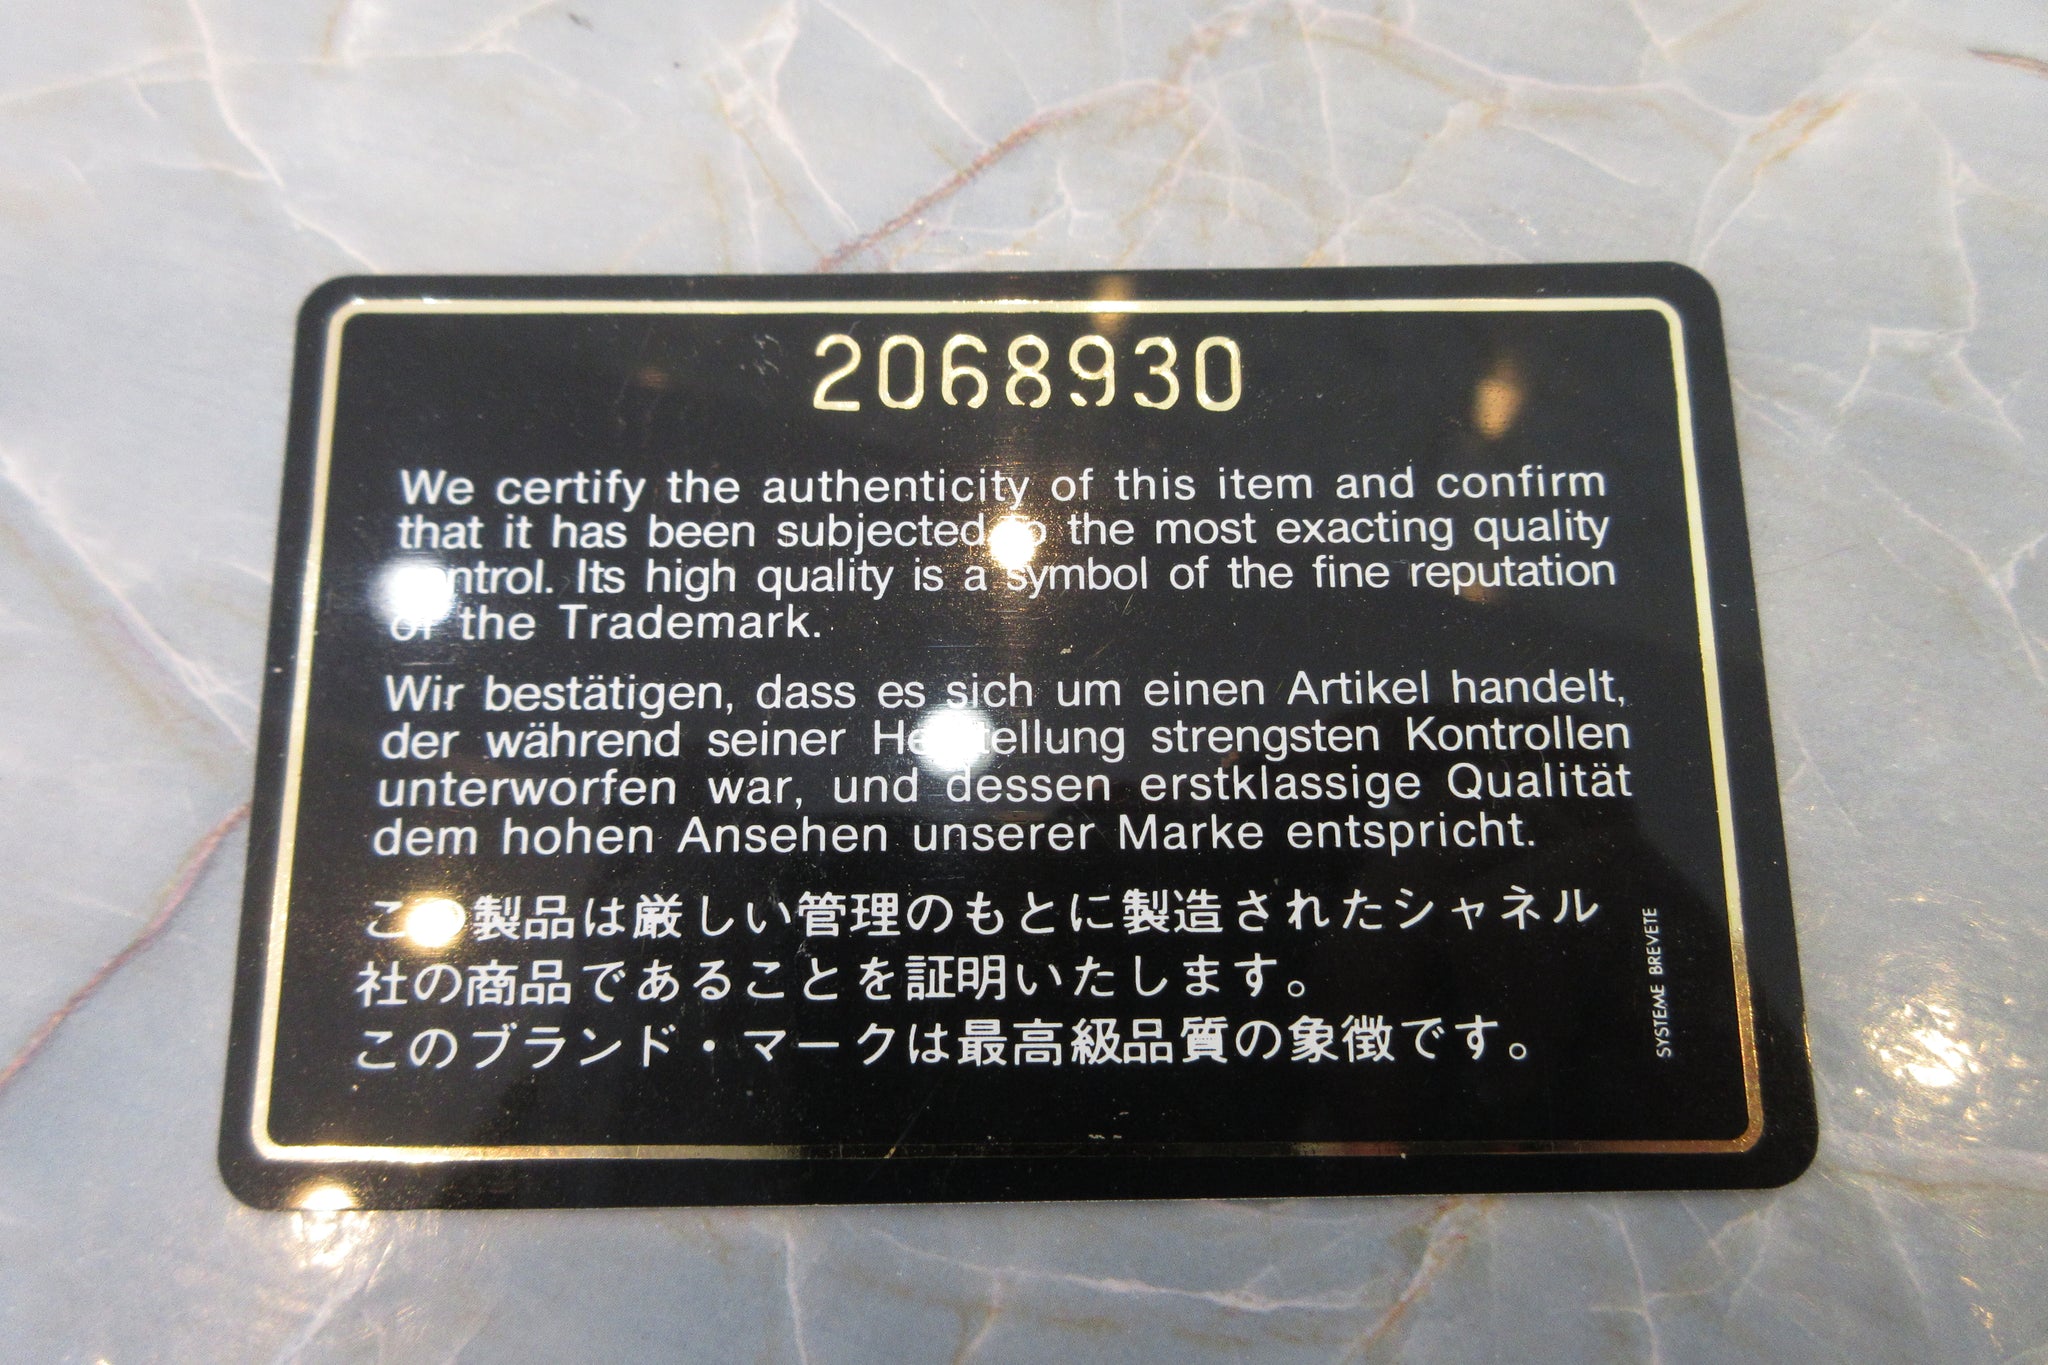 2068930
We certify the authenticity of this item and confirm
that it has been subjected to the most exacting quality
control. Its high quality is a symbol of the fine reputation
of the Trademark.
Wir bestätigen, dass es sich um einen Artikel handelt,
der während seiner Herstellung strengsten Kontrollen
unterworfen war, und dessen erstklassige Qualität
dem hohen Ansehen unserer Marke entspricht.
この製品は厳しい管理のもとに製造されたシャネル
社の商品であることを証明いたします。
このブランド・マークは最高級品質の象徴です。
SYSTEME BREVETE